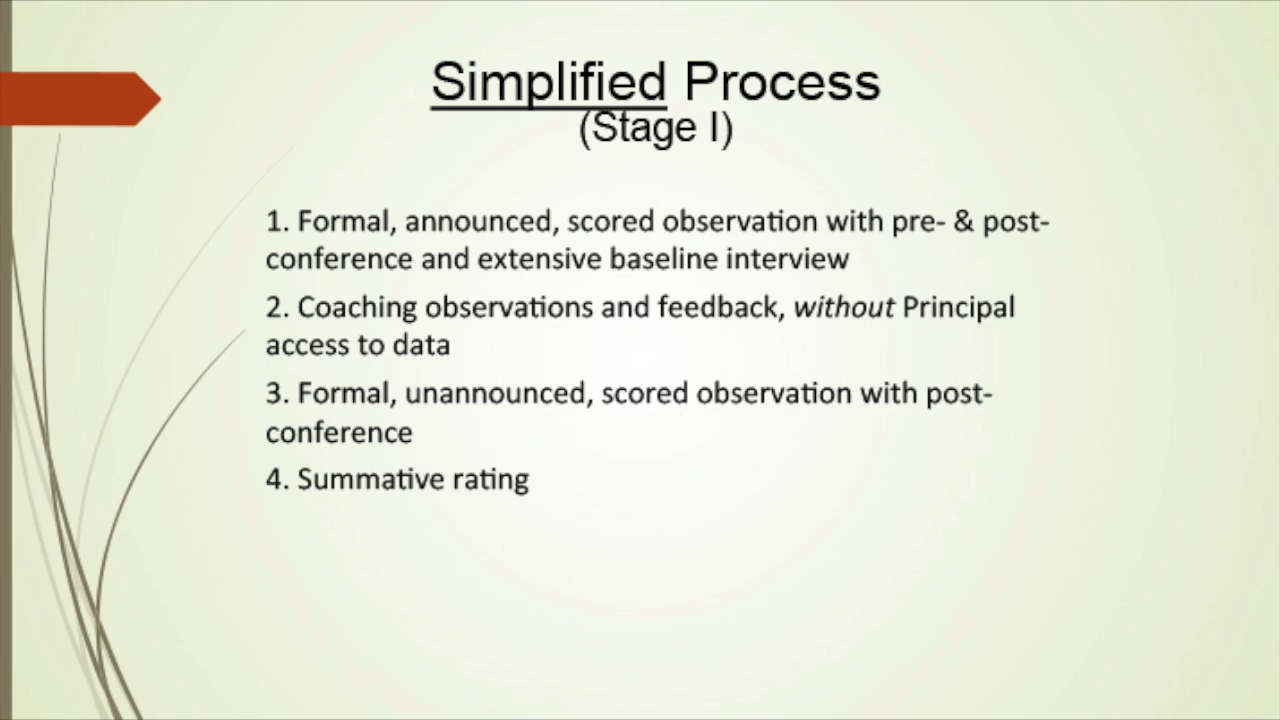 Simplified Process
(Stage I)
1. Formal, announced, scored observation with pre- & post-
conference and extensive baseline interview
2. Coaching observations and feedback, without Principal
access to data
3. Formal, unannounced, scored observation with post-
conference
4. Summative rating